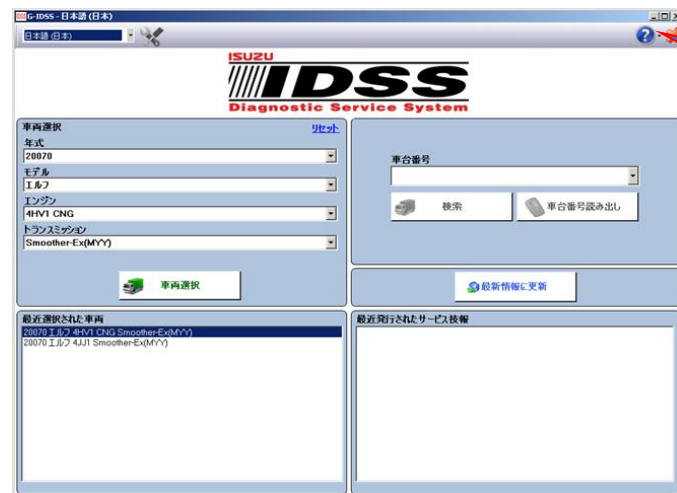 G-IDSS - 日本語 (日本)
日本語 (日本)
ISUZU
IDSS
Diagnostic Service System
車両選択
リセット
年式
20070
モデル
エルフ
エンジン
4HV1 CNG
トランスミッション
Smoother-Ex(MYY)
車両選択
車台番号
検索
車台番号読み出し
最新情報に更新
最近選択された車両
20070 エルフ 4HV1 CNG Smoother-Ex(MYY)
20070 エルフ 4JJ1 Smoother-Ex(MYY)
最近発行されたサービス技報